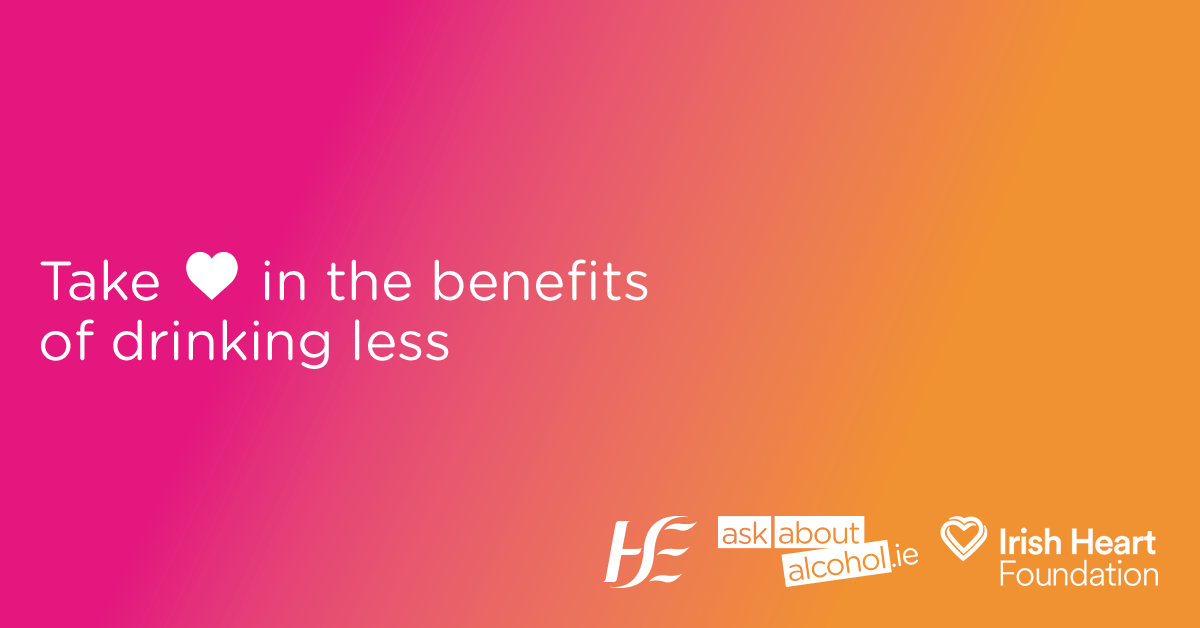 Take ♥ in the benefits
of drinking less
HSE
ask about
alcohol.ie
Irish Heart
Foundation